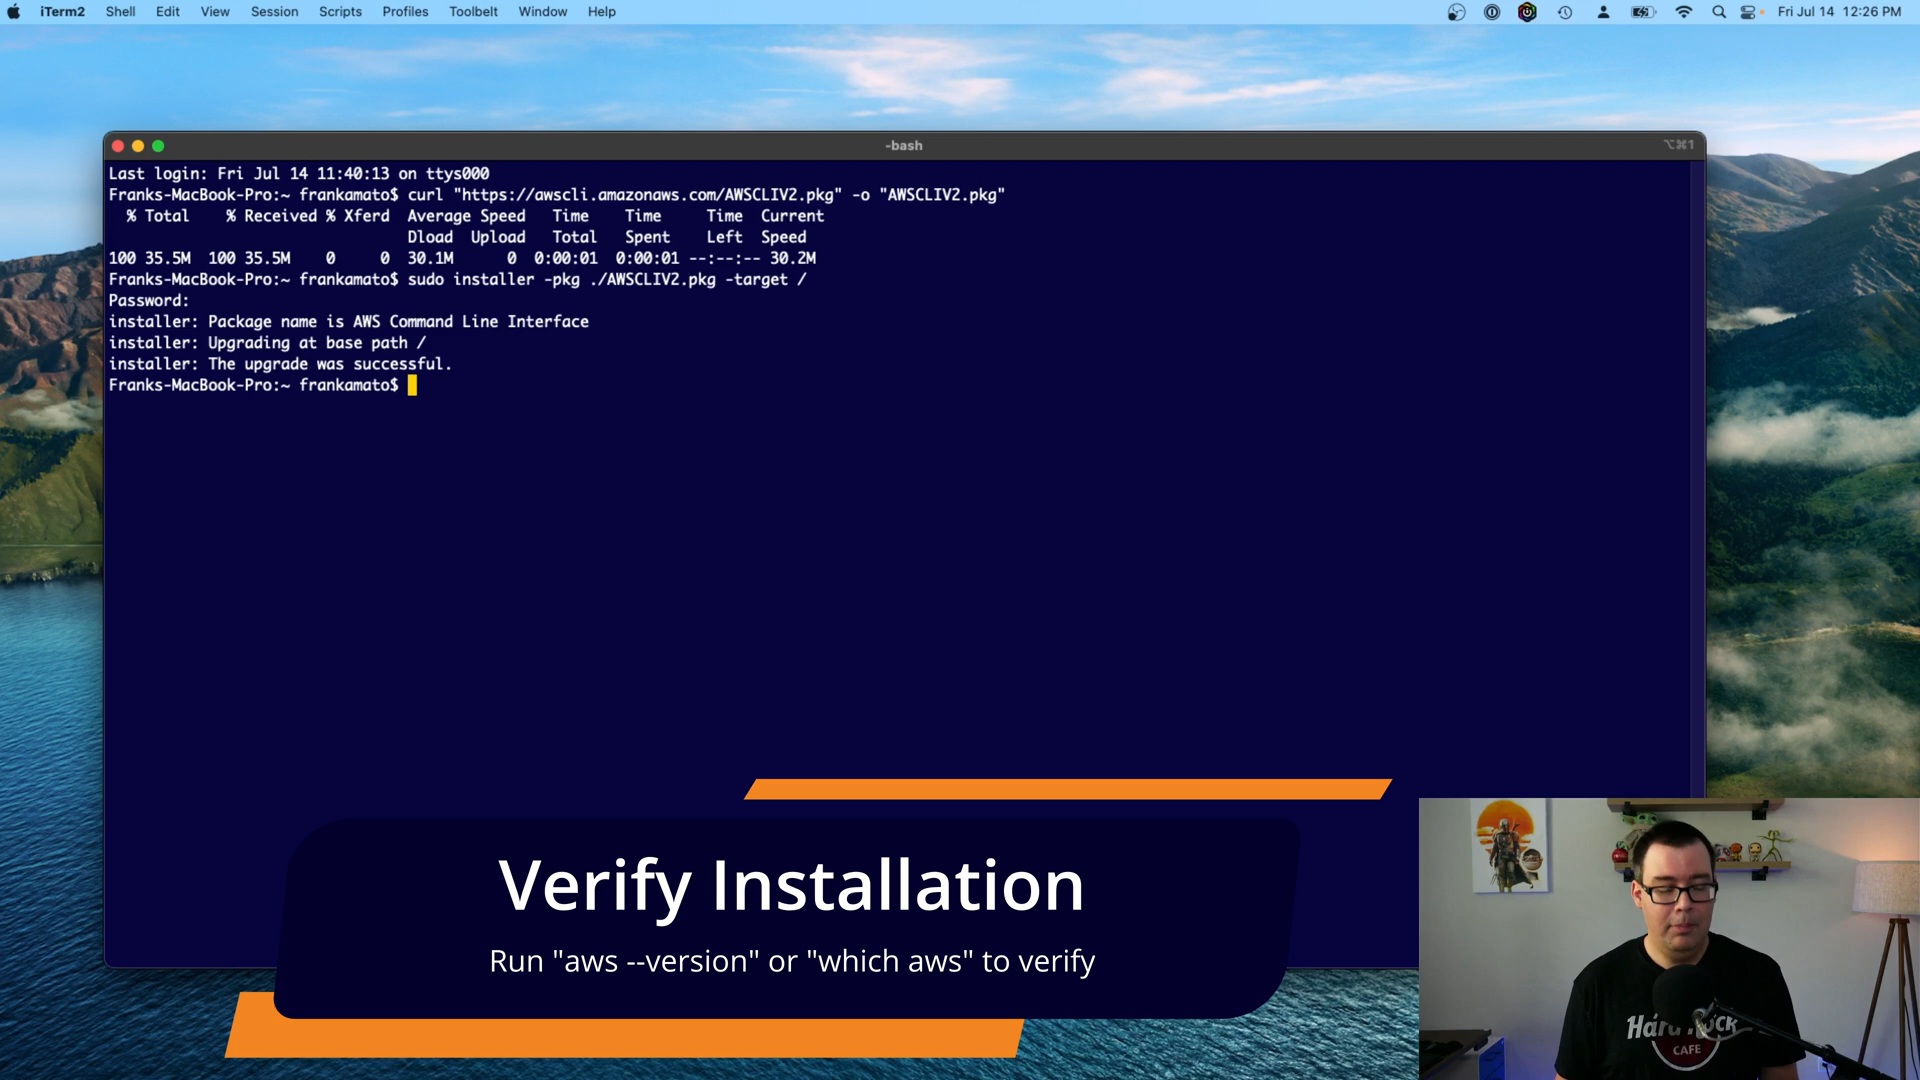 iTerm2 Shell Edit View Session Scripts Profiles Toolbelt Window Help Fri Jul 14 12:26 PM
-bash ⌥⌘1
Last login: Fri Jul 14 11:40:13 on ttys000
Franks-MacBook-Pro:~ frankamato$ curl "https://awscli.amazonaws.com/AWSCLIV2.pkg" -o "AWSCLIV2.pkg"
% Total % Received % Xferd Average Speed Time Time Time Current
Dload Upload Total Spent Left Speed
100 35.5M 100 35.5M 0 0 30.1M 0 0:00:01 0:00:01 --:--:-- 30.2M
Franks-MacBook-Pro:~ frankamato$ sudo installer -pkg ./AWSCLIV2.pkg -target /
Password:
installer: Package name is AWS Command Line Interface
installer: Upgrading at base path /
installer: The upgrade was successful.
Franks-MacBook-Pro:~ frankamato$
Verify Installation
Run "aws --version" or "which aws" to verify
Hard Rock
CAFE